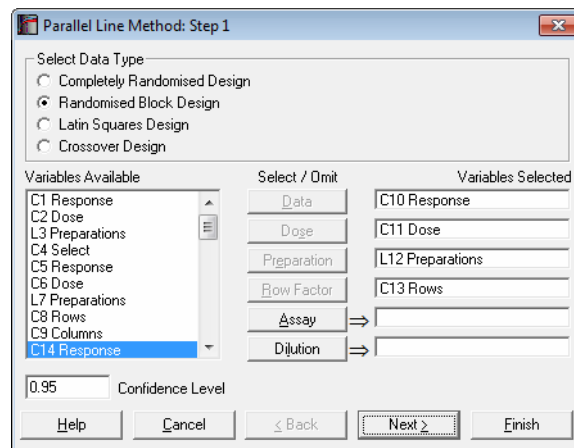 Parallel Line Method: Step 1
Select Data Type
Completely Randomised Design
Randomised Block Design
Latin Squares Design
Crossover Design
Variables Available
Select / Omit
Variables Selected
C1 Response
C2 Dose
L3 Preparations
C4 Select
C5 Response
C6 Dose
L7 Preparations
C8 Rows
C9 Columns
C14 Response
Data
Dose
Preparation
Row Factor
Assay
Dilution
C10 Response
C11 Dose
L12 Preparations
C13 Rows
0.95 Confidence Level
Help
Cancel
< Back
Next >
Finish